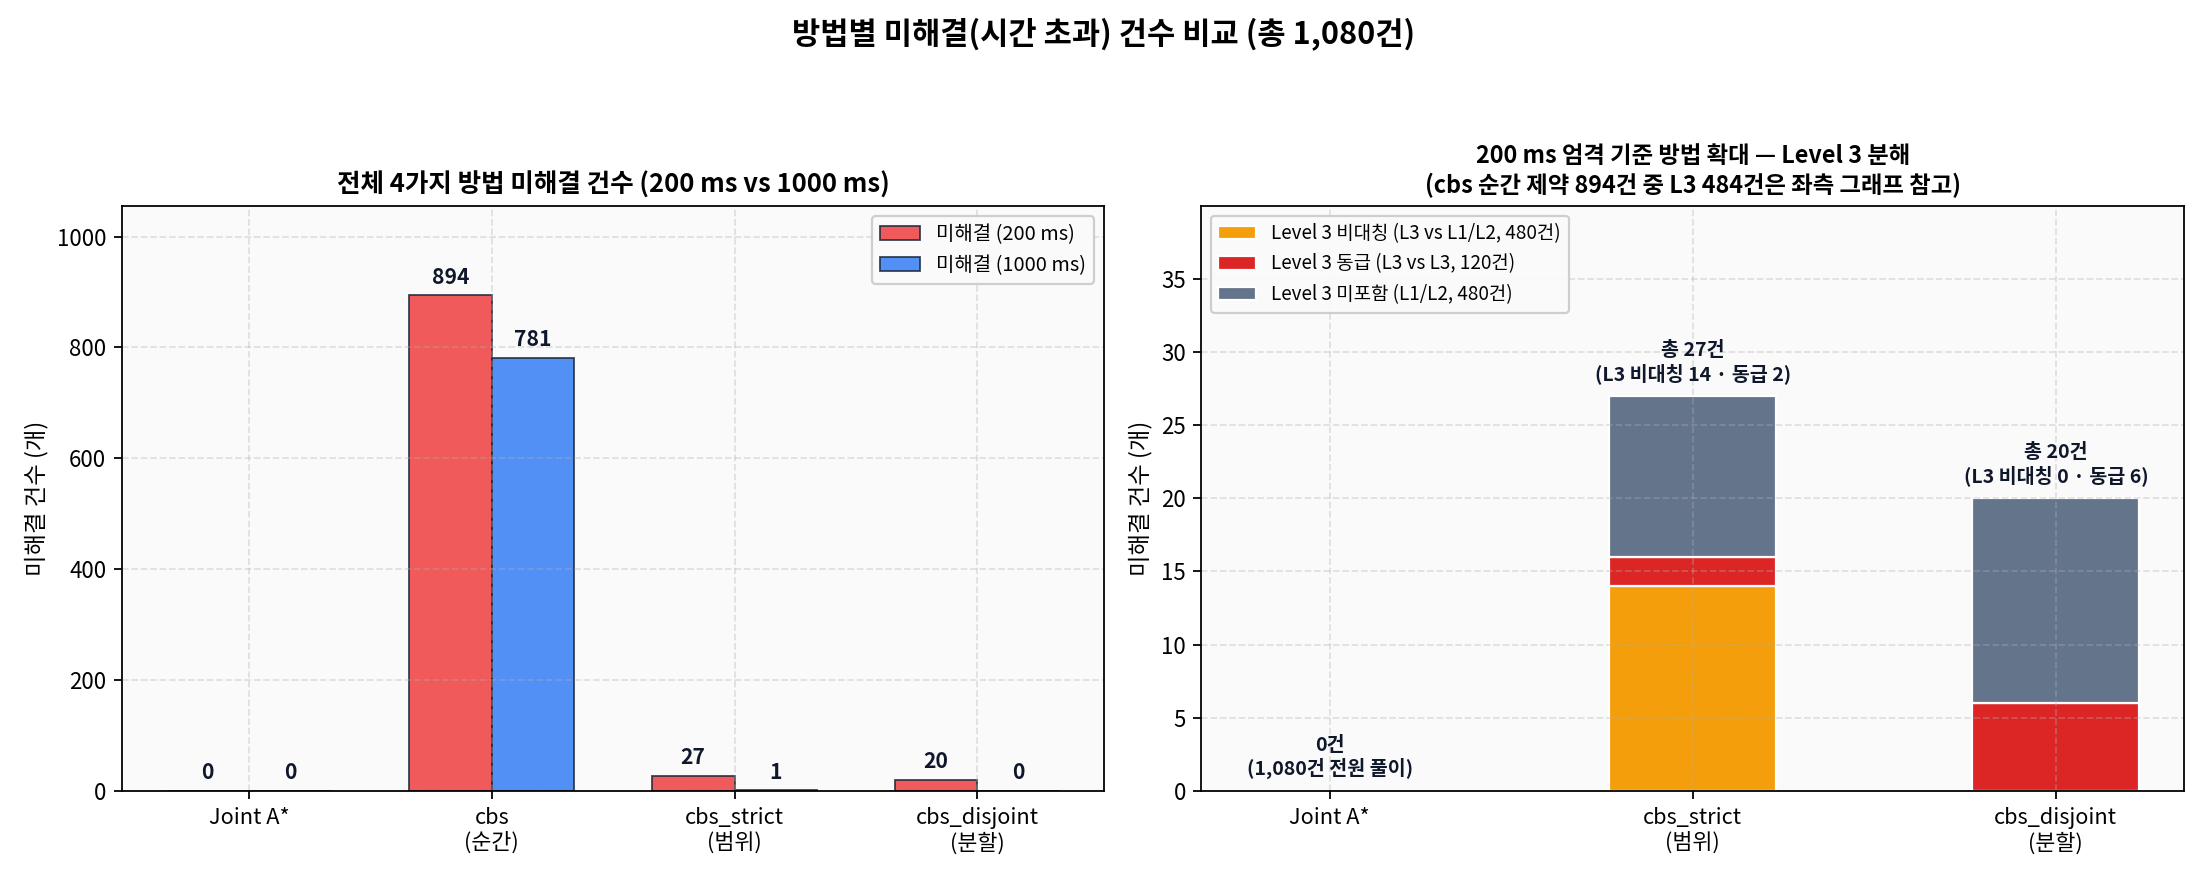 방법별 미해결(시간 초과) 건수 비교 (총 1,080건)
전체 4가지 방법 미해결 건수 (200 ms vs 1000 ms)
미해결 건수 (개)
1000
800
600
400
200
0
미해결 (200 ms)
미해결 (1000 ms)
0
0
894
781
27
1
20
0
Joint A*
cbs
(순간)
cbs_strict
(범위)
cbs_disjoint
(분할)
200 ms 엄격 기준 방법 확대 — Level 3 분해
(cbs 순간 제약 894건 중 L3 484건은 좌측 그래프 참고)
미해결 건수 (개)
35
30
25
20
15
10
5
0
Level 3 비대칭 (L3 vs L1/L2, 480건)
Level 3 동급 (L3 vs L3, 120건)
Level 3 미포함 (L1/L2, 480건)
0건
(1,080건 전원 풀이)
총 27건
(L3 비대칭 14 · 동급 2)
총 20건
(L3 비대칭 0 · 동급 6)
Joint A*
cbs_strict
(범위)
cbs_disjoint
(분할)